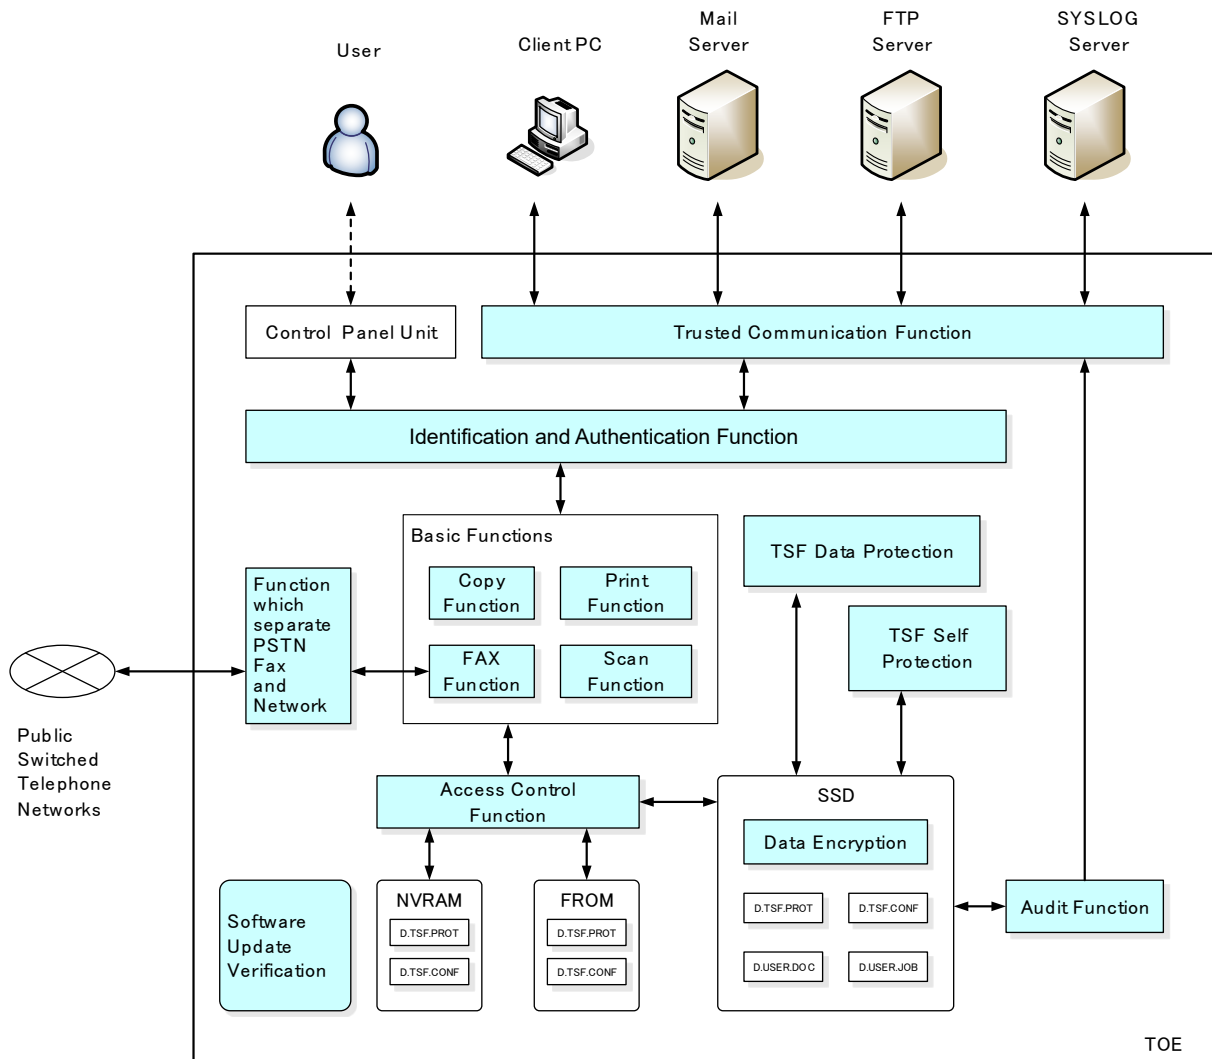 User
Client PC
Mail
Server
FTP
Server
SYSLOG
Server
Control Panel Unit
Trusted Communication Function
Identification and Authentication Function
Basic Functions
Copy
Function
Print
Function
FAX
Function
Scan
Function
Function
which
separate
PSTN
Fax
and
Network
Public
Switched
Telephone
Networks
TSF Data Protection
TSF Self
Protection
Access Control
Function
SSD
Data Encryption
D.TSF.PROT
D.TSF.CONF
D.USER.DOC
D.USER.JOB
Audit Function
Software
Update
Verification
NVRAM
D.TSF.PROT
D.TSF.CONF
FROM
D.TSF.PROT
D.TSF.CONF
TOE